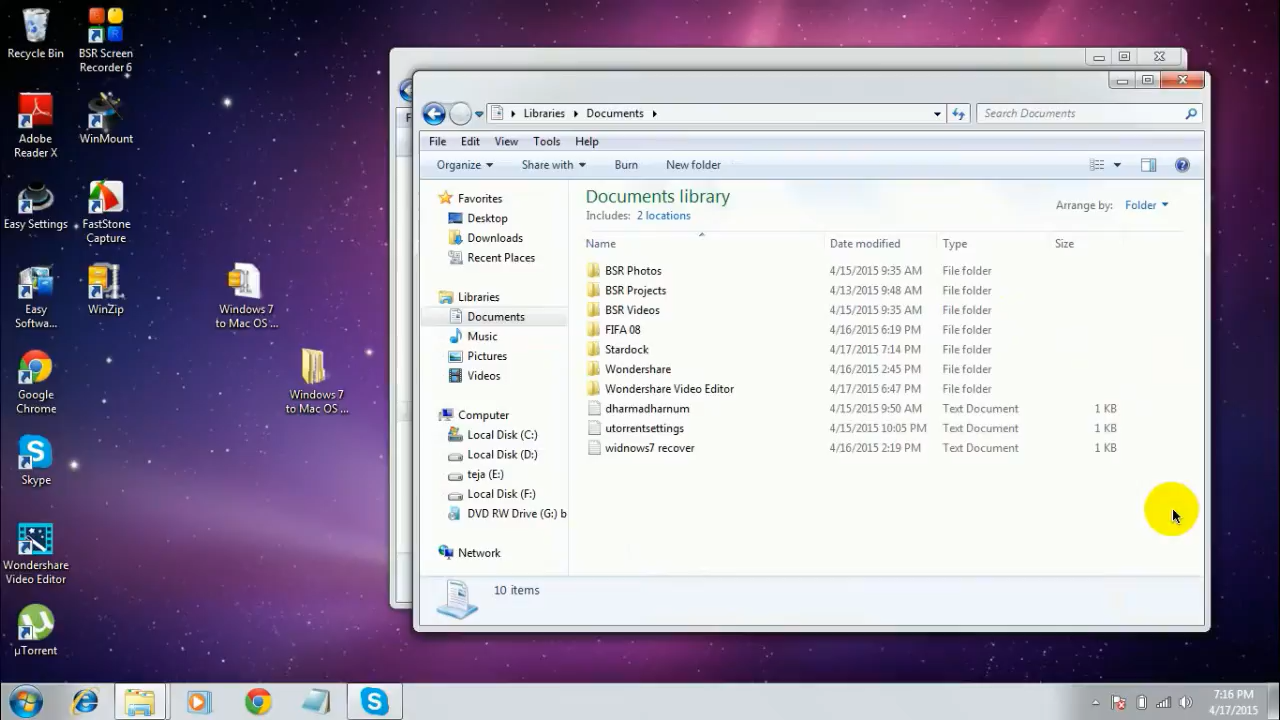 Recycle Bin
BSR Screen
Recorder 6
Adobe
Reader X
WinMount
Easy Settings
FastStone
Capture
Easy
Softwa...
WinZip
Google
Chrome
Skype
Wondershare
Video Editor
µTorrent
Windows 7
to Mac OS ...
Windows 7
to Mac OS ...
Libraries Documents
Search Documents
File Edit View Tools Help
Organize Share with Burn New folder
Favorites
Desktop
Downloads
Recent Places
Libraries
Documents
Music
Pictures
Videos
Computer
Local Disk (C:)
Local Disk (D:)
teja (E:)
Local Disk (F:)
DVD RW Drive (G:) b
Network
Documents library
Includes: 2 locations
Arrange by: Folder
Name Date modified Type Size
BSR Photos 4/15/2015 9:35 AM File folder
BSR Projects 4/13/2015 9:48 AM File folder
BSR Videos 4/15/2015 9:35 AM File folder
FIFA 08 4/16/2015 6:19 PM File folder
Stardock 4/17/2015 7:14 PM File folder
Wondershare 4/16/2015 2:45 PM File folder
Wondershare Video Editor 4/17/2015 6:47 PM File folder
dharmadharnum 4/15/2015 9:50 AM Text Document 1 KB
utorrentsettings 4/15/2015 10:05 PM Text Document 1 KB
widnows7 recover 4/16/2015 2:19 PM Text Document 1 KB
10 items
7:16 PM
4/17/2015